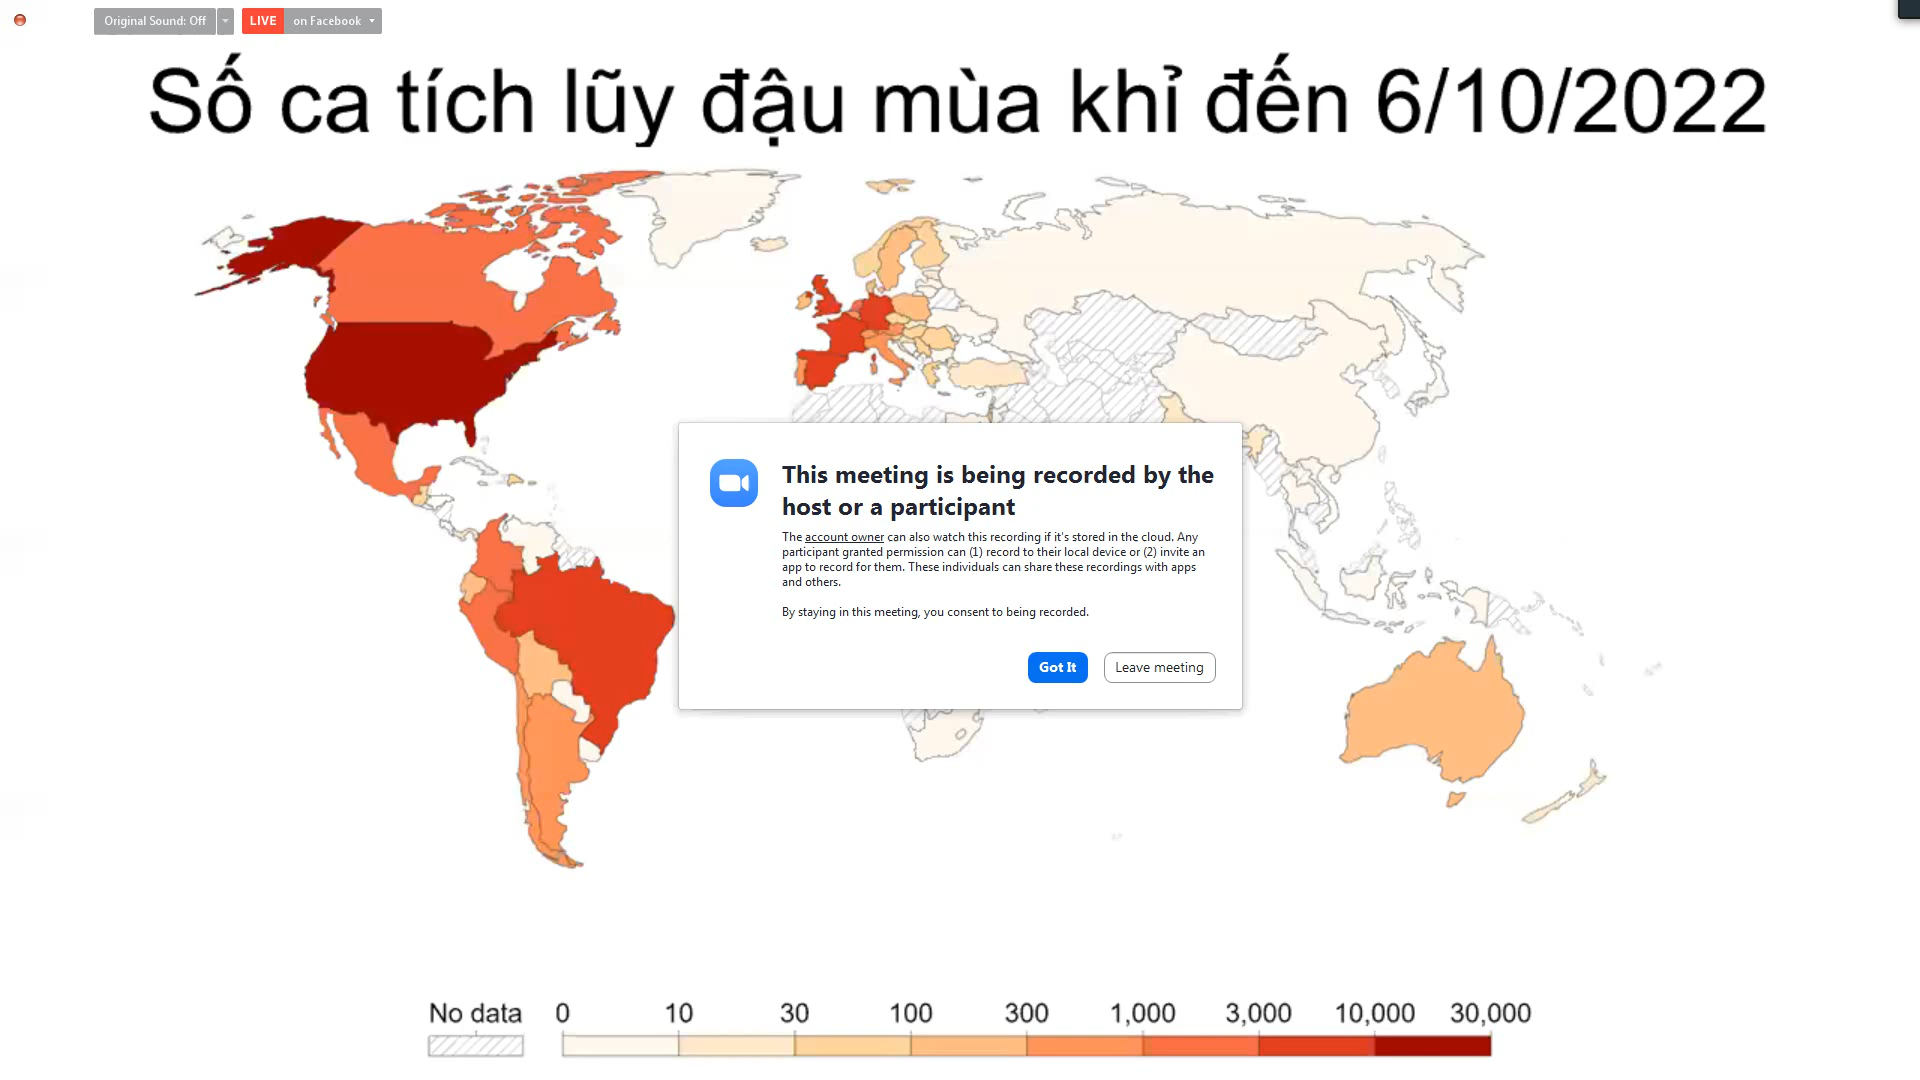 Original Sound: Off
LIVE on Facebook
Số ca tích lũy đậu mùa khỉ đến 6/10/2022
This meeting is being recorded by the
host or a participant
The account owner can also watch this recording if it's stored in the cloud. Any
participant granted permission can (1) record to their local device or (2) invite an
app to record for them. These individuals can share these recordings with apps
and others.
By staying in this meeting, you consent to being recorded.
Got It
Leave meeting
No data 0 10 30 100 300 1,000 3,000 10,000 30,000